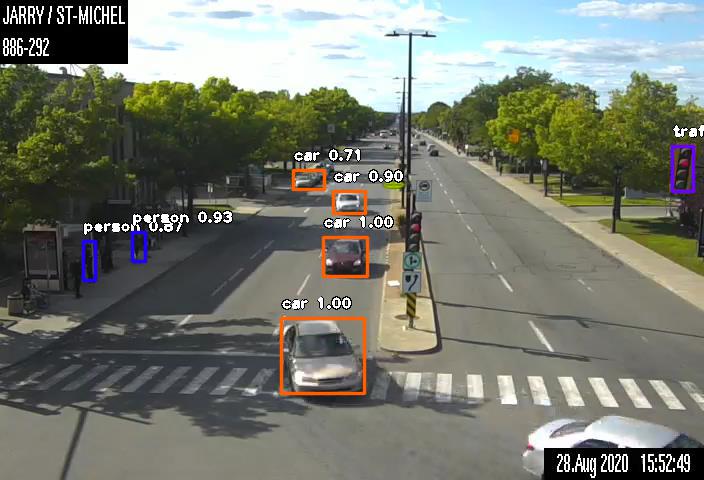 JARRY / ST-MICHEL
886-292
traf
car 0.71
car 0.90
person 0.93
person 0.87
car 1.00
car 1.00
28.Aug 2020 15:52:49